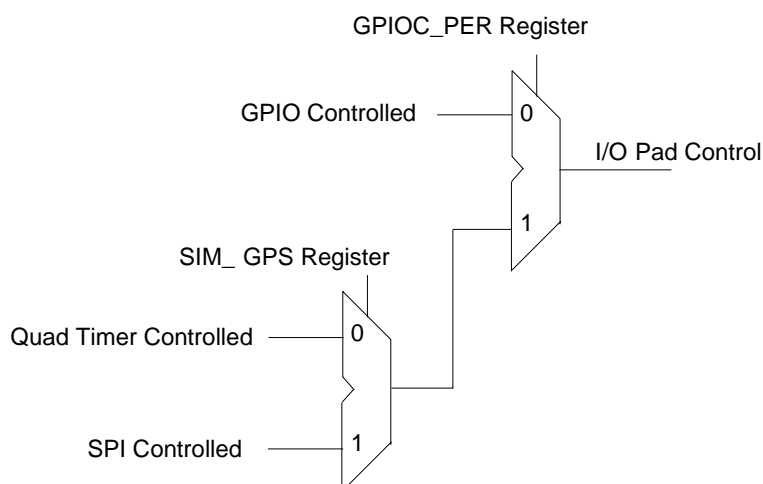 GPIOC_PER Register
GPIO Controlled
0
I/O Pad Control
1
SIM_ GPS Register
Quad Timer Controlled
0
SPI Controlled
1